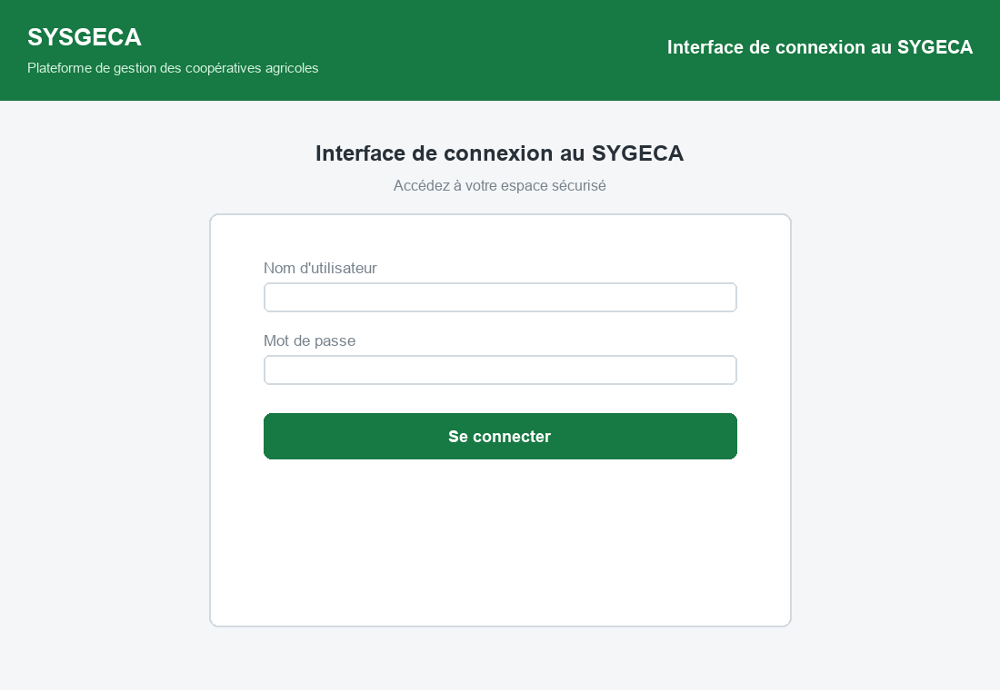 SYSGECA
Plateforme de gestion des coopératives agricoles
Interface de connexion au SYGECA
Interface de connexion au SYGECA
Accédez à votre espace sécurisé
Nom d'utilisateur
Mot de passe
Se connecter